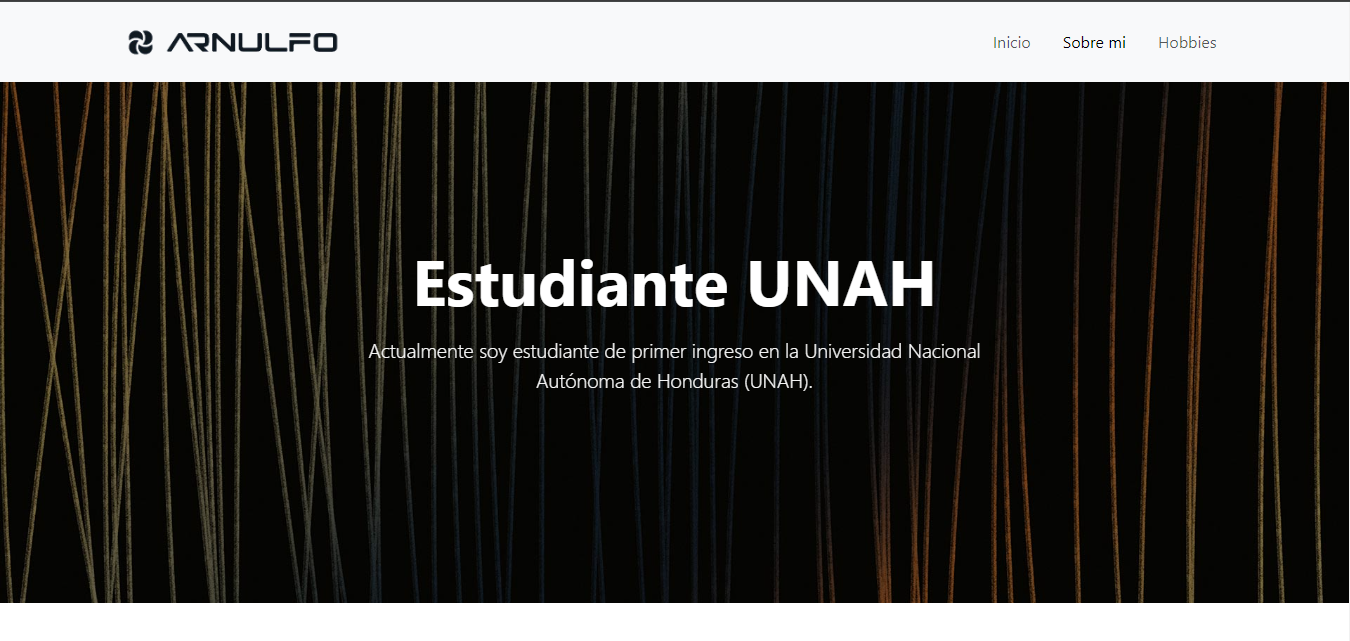 ARNULFO
Inicio
Sobre mi
Hobbies
Estudiante UNAH
Actualmente soy estudiante de primer ingreso en la Universidad Nacional
Autónoma de Honduras (UNAH).